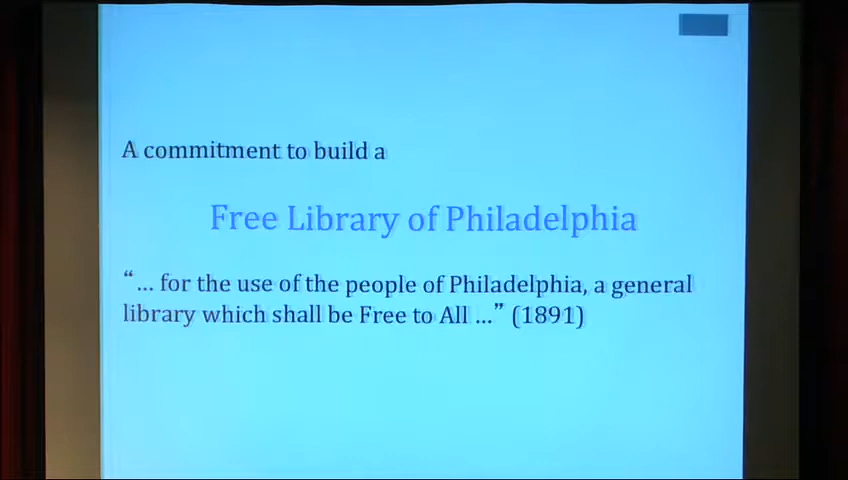 A commitment to build a
Free Library of Philadelphia
“ ... for the use of the people of Philadelphia, a general
library which shall be Free to All ...” (1891)